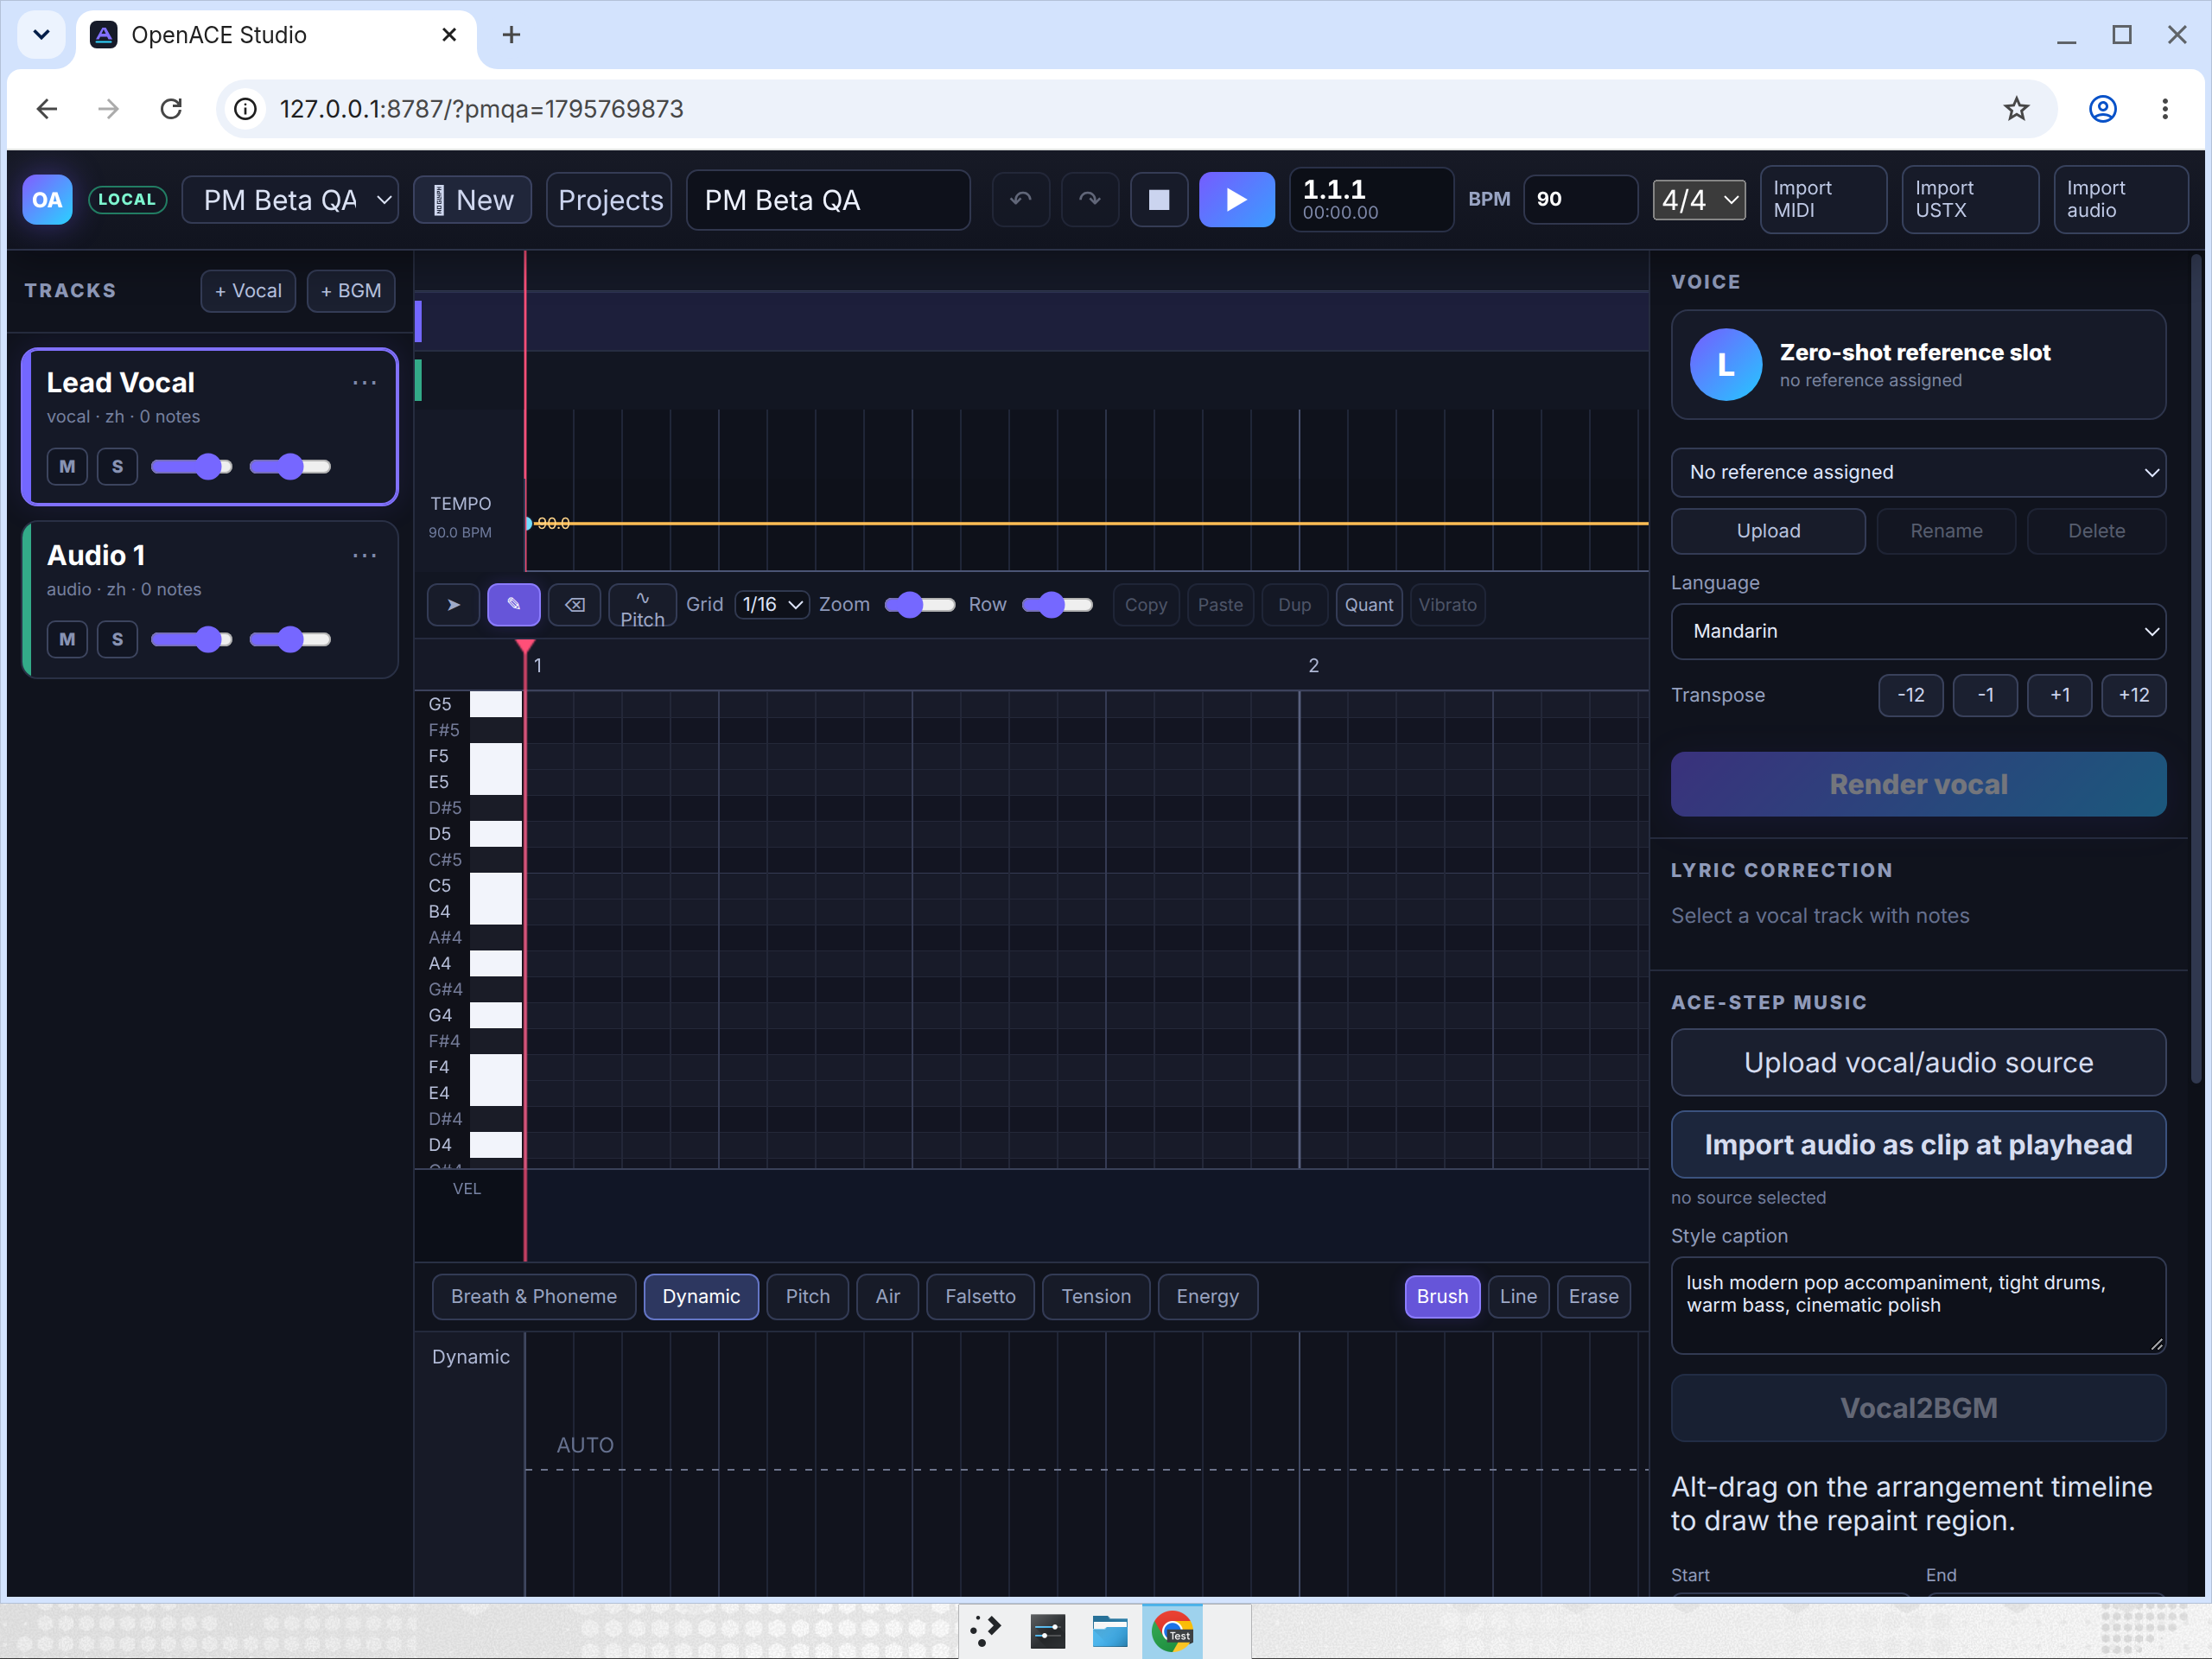 OpenACE Studio
127.0.0.1:8787/?pmqa=1795769873
OA
LOCAL
PM Beta QA
New
Projects
PM Beta QA
1.1.1
00:00.00
BPM
90
4/4
Import
MIDI
Import
USTX
Import
audio
TRACKS
+ Vocal
+ BGM
Lead Vocal
vocal · zh · 0 notes
M
S
Audio 1
audio · zh · 0 notes
M
S
TEMPO
90.0 BPM
90.0
Pitch
Grid
1/16
Zoom
Row
Copy
Paste
Dup
Quant
Vibrato
1
2
G5
F#5
F5
E5
D#5
D5
C#5
C5
B4
A#4
A4
G#4
G4
F#4
F4
E4
D#4
D4
C#4
VEL
Breath & Phoneme
Dynamic
Pitch
Air
Falsetto
Tension
Energy
Brush
Line
Erase
Dynamic
AUTO
VOICE
L
Zero-shot reference slot
no reference assigned
No reference assigned
Upload
Rename
Delete
Language
Mandarin
Transpose
-12
-1
+1
+12
Render vocal
LYRIC CORRECTION
Select a vocal track with notes
ACE-STEP MUSIC
Upload vocal/audio source
Import audio as clip at playhead
no source selected
Style caption
lush modern pop accompaniment, tight drums,
warm bass, cinematic polish
Vocal2BGM
Alt-drag on the arrangement timeline
to draw the repaint region.
Start
End
Test